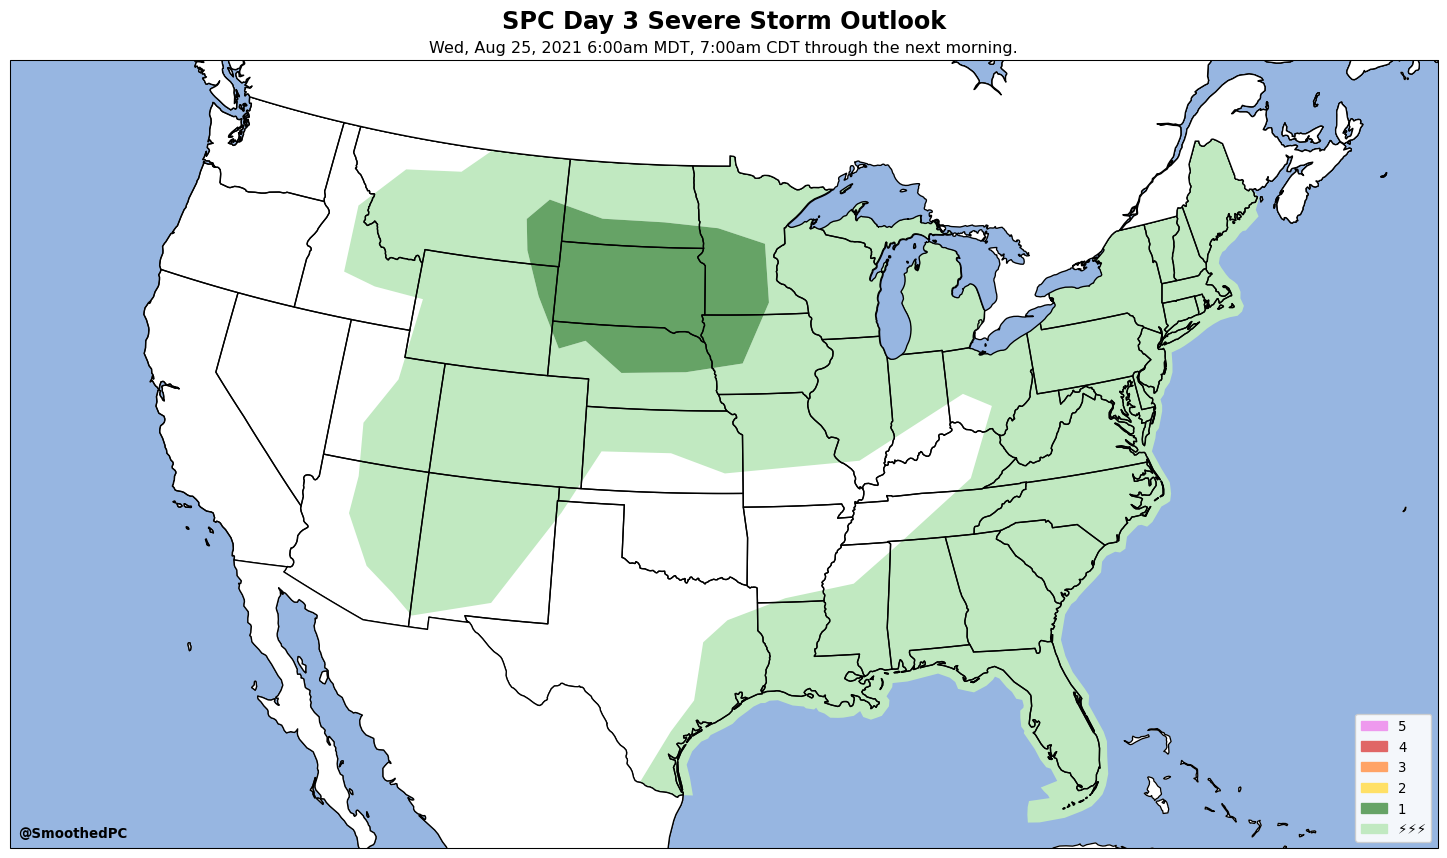 SPC Day 3 Severe Storm Outlook
Wed, Aug 25, 2021 6:00am MDT, 7:00am CDT through the next morning.
5
4
3
2
1
⚡⚡⚡
@SmoothedPC